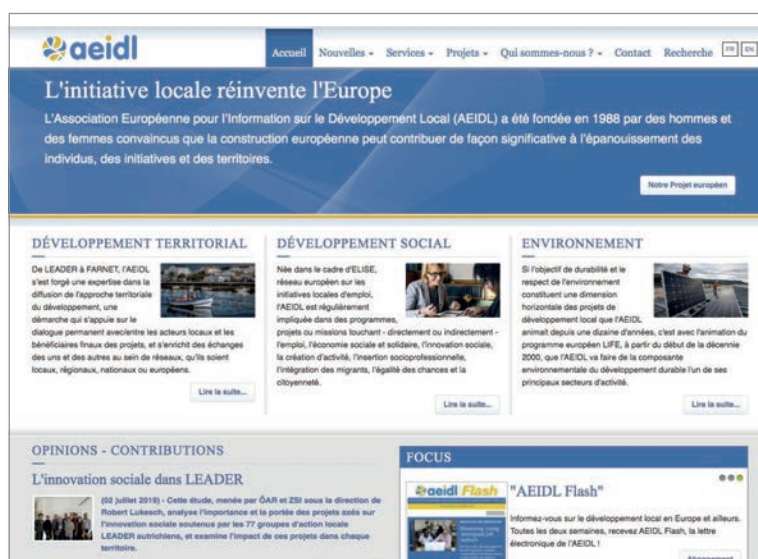 aeidl
Accueil Nouvelles Services Projets Qui sommes-nous ? Contact Recherche FR EN
L'initiative locale réinvente l'Europe
L'Association Européenne pour l'Information sur le Développement Local (AEIDL) a été fondée en 1988 par des hommes et
des femmes convaincus que la construction européenne peut contribuer de façon significative à l'épanouissement des
individus, des initiatives et des territoires.
Notre Projet européen
DÉVELOPPEMENT TERRITORIAL
De LEADER à FARNET, l'AEIDL
s'est forgé une expertise dans la
diffusion de l'approche territoriale
du développement, une
démarche qui s'appuie sur le
dialogue permanent avec/entre les acteurs locaux et les
bénéficiaires finaux des projets, et s'enrichit des échanges
des uns et des autres au sein de réseaux, qu'ils soient
locaux, régionaux, nationaux ou européens.
Lire la suite...
DÉVELOPPEMENT SOCIAL
Née dans le cadre d'ELISE,
réseau européen sur les
initiatives locales d'emploi,
l'AEIDL est régulièrement
impliquée dans des programmes,
projets ou missions touchant - directement ou indirectement -
l'emploi, l'économie sociale et solidaire, l'innovation sociale,
la création d'activité, l'insertion socioprofessionnelle,
l'intégration des migrants, l'égalité des chances et la
citoyenneté.
Lire la suite...
ENVIRONNEMENT
Si l'objectif de durabilité et le
respect de l'environnement
constituent une dimension
horizontale des projets de
développement local que l'AEIDL
animait depuis une dizaine d'années, c'est avec l'animation du
programme européen LIFE, à partir du début de la décennie
2000, que l'AEIDL va faire de la composante
environnementale du développement durable l'un de ses
principaux secteurs d'activité.
Lire la suite...
OPINIONS - CONTRIBUTIONS
L'innovation sociale dans LEADER
(02 juillet 2019) - Cette étude, menée par ÖAR et ZSI sous la direction de
Robert Lukesch, analyse l'importance et la portée des projets axés sur
l'innovation sociale soutenus par les 77 groupes d'action locale
LEADER autrichiens, et examine l'impact de ces projets dans chaque
territoire.
FOCUS
aeidl Flash
"AEIDL Flash"
Informez-vous sur le développement local en Europe et ailleurs.
Toutes les deux semaines, recevez AEIDL Flash, la lettre
électronique de l'AEIDL !
Abonnement